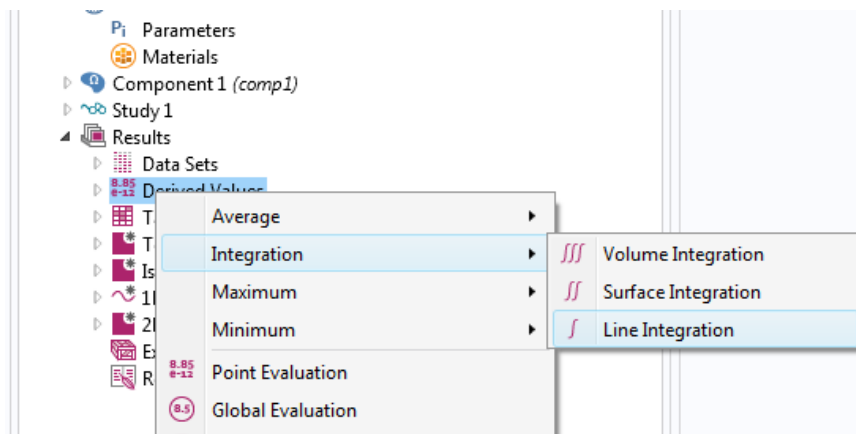 Pi Parameters
Materials
Component 1 (comp1)
Study 1
Results
Data Sets
8.85 e-12 Derived Values
Average
Integration
Maximum
Minimum
8.85 e-12 Point Evaluation
8.5 Global Evaluation
∭ Volume Integration
∬ Surface Integration
∫ Line Integration